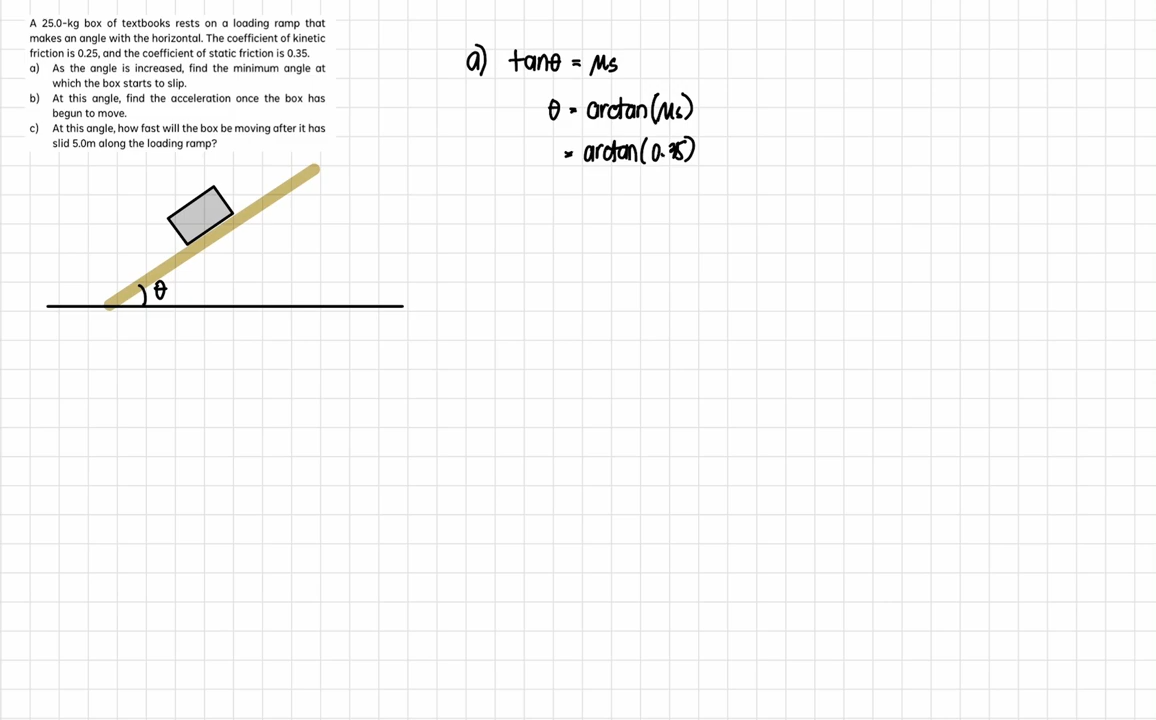 A 25.0-kg box of textbooks rests on a loading ramp that
makes an angle with the horizontal. The coefficient of kinetic
friction is 0.25, and the coefficient of static friction is 0.35.
a) As the angle is increased, find the minimum angle at
which the box starts to slip.
b) At this angle, find the acceleration once the box has
begun to move.
c) At this angle, how fast will the box be moving after it has
slid 5.0m along the loading ramp?
θ
a) tanθ = μs
θ = arctan(μs)
= arctan(0.35)